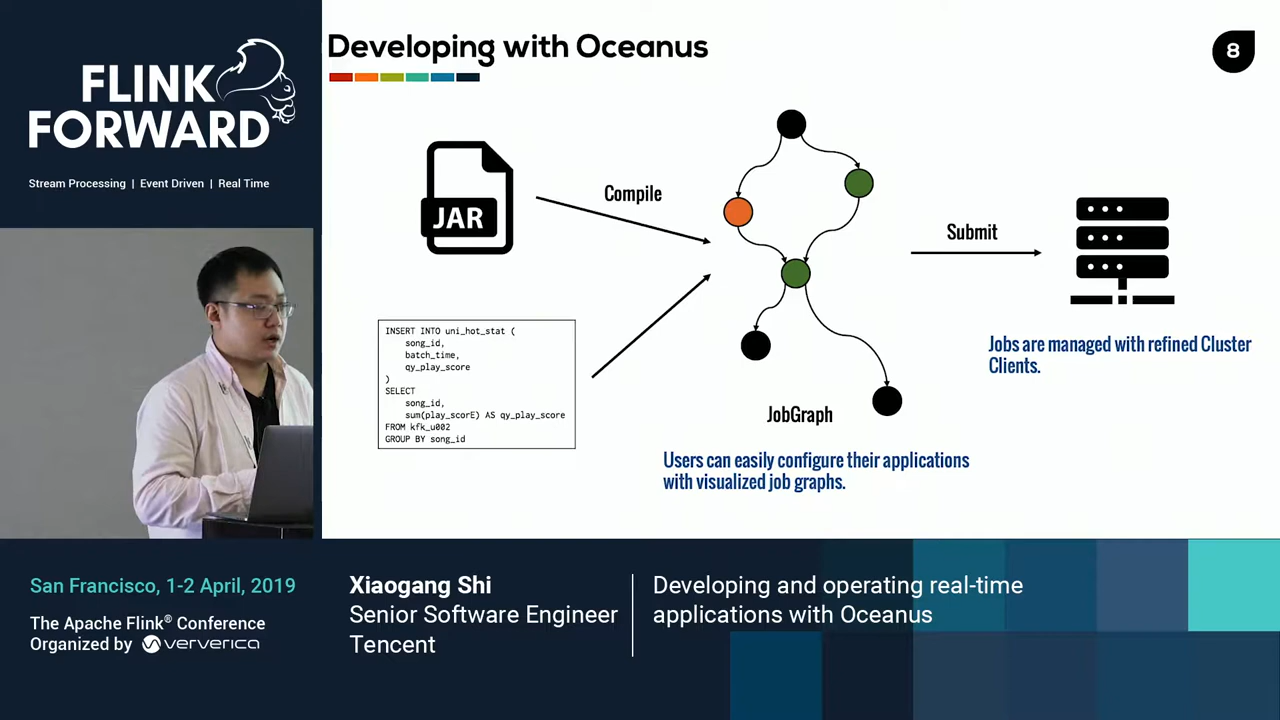 FLINK
FORWARD
Stream Processing | Event Driven | Real Time
Developing with Oceanus
8
JAR
Compile
INSERT INTO uni_hot_stat (
song_id,
batch_time,
qy_play_score
)
SELECT
song_id,
sum(play_scorE) AS qy_play_score
FROM kfk_u002
GROUP BY song_id
JobGraph
Users can easily configure their applications
with visualized job graphs.
Submit
Jobs are managed with refined Cluster
Clients.
San Francisco, 1-2 April, 2019
The Apache Flink® Conference
Organized by ververica
Xiaogang Shi
Senior Software Engineer
Tencent
Developing and operating real-time
applications with Oceanus